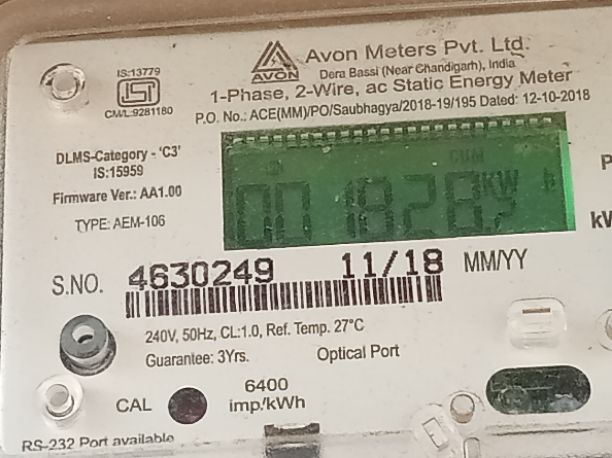 IS:13779
CM/L:9281180
AVON
Avon Meters Pvt. Ltd.
Dera Bassi (Near Chandigarh), India
1-Phase, 2-Wire, ac Static Energy Meter
P.O. No.: ACE(MM)/PO/Saubhagya/2018-19/195 Dated: 12-10-2018
DLMS-Category - 'C3'
IS:15959
Firmware Ver.: AA1.00
TYPE: AEM-106
CUM
KW h
S.NO. 4630249 11/18 MM/YY
240V, 50Hz, CL:1.0, Ref. Temp. 27°C
Guarantee: 3Yrs. Optical Port
CAL
6400
imp./kWh
RS-232 Port available